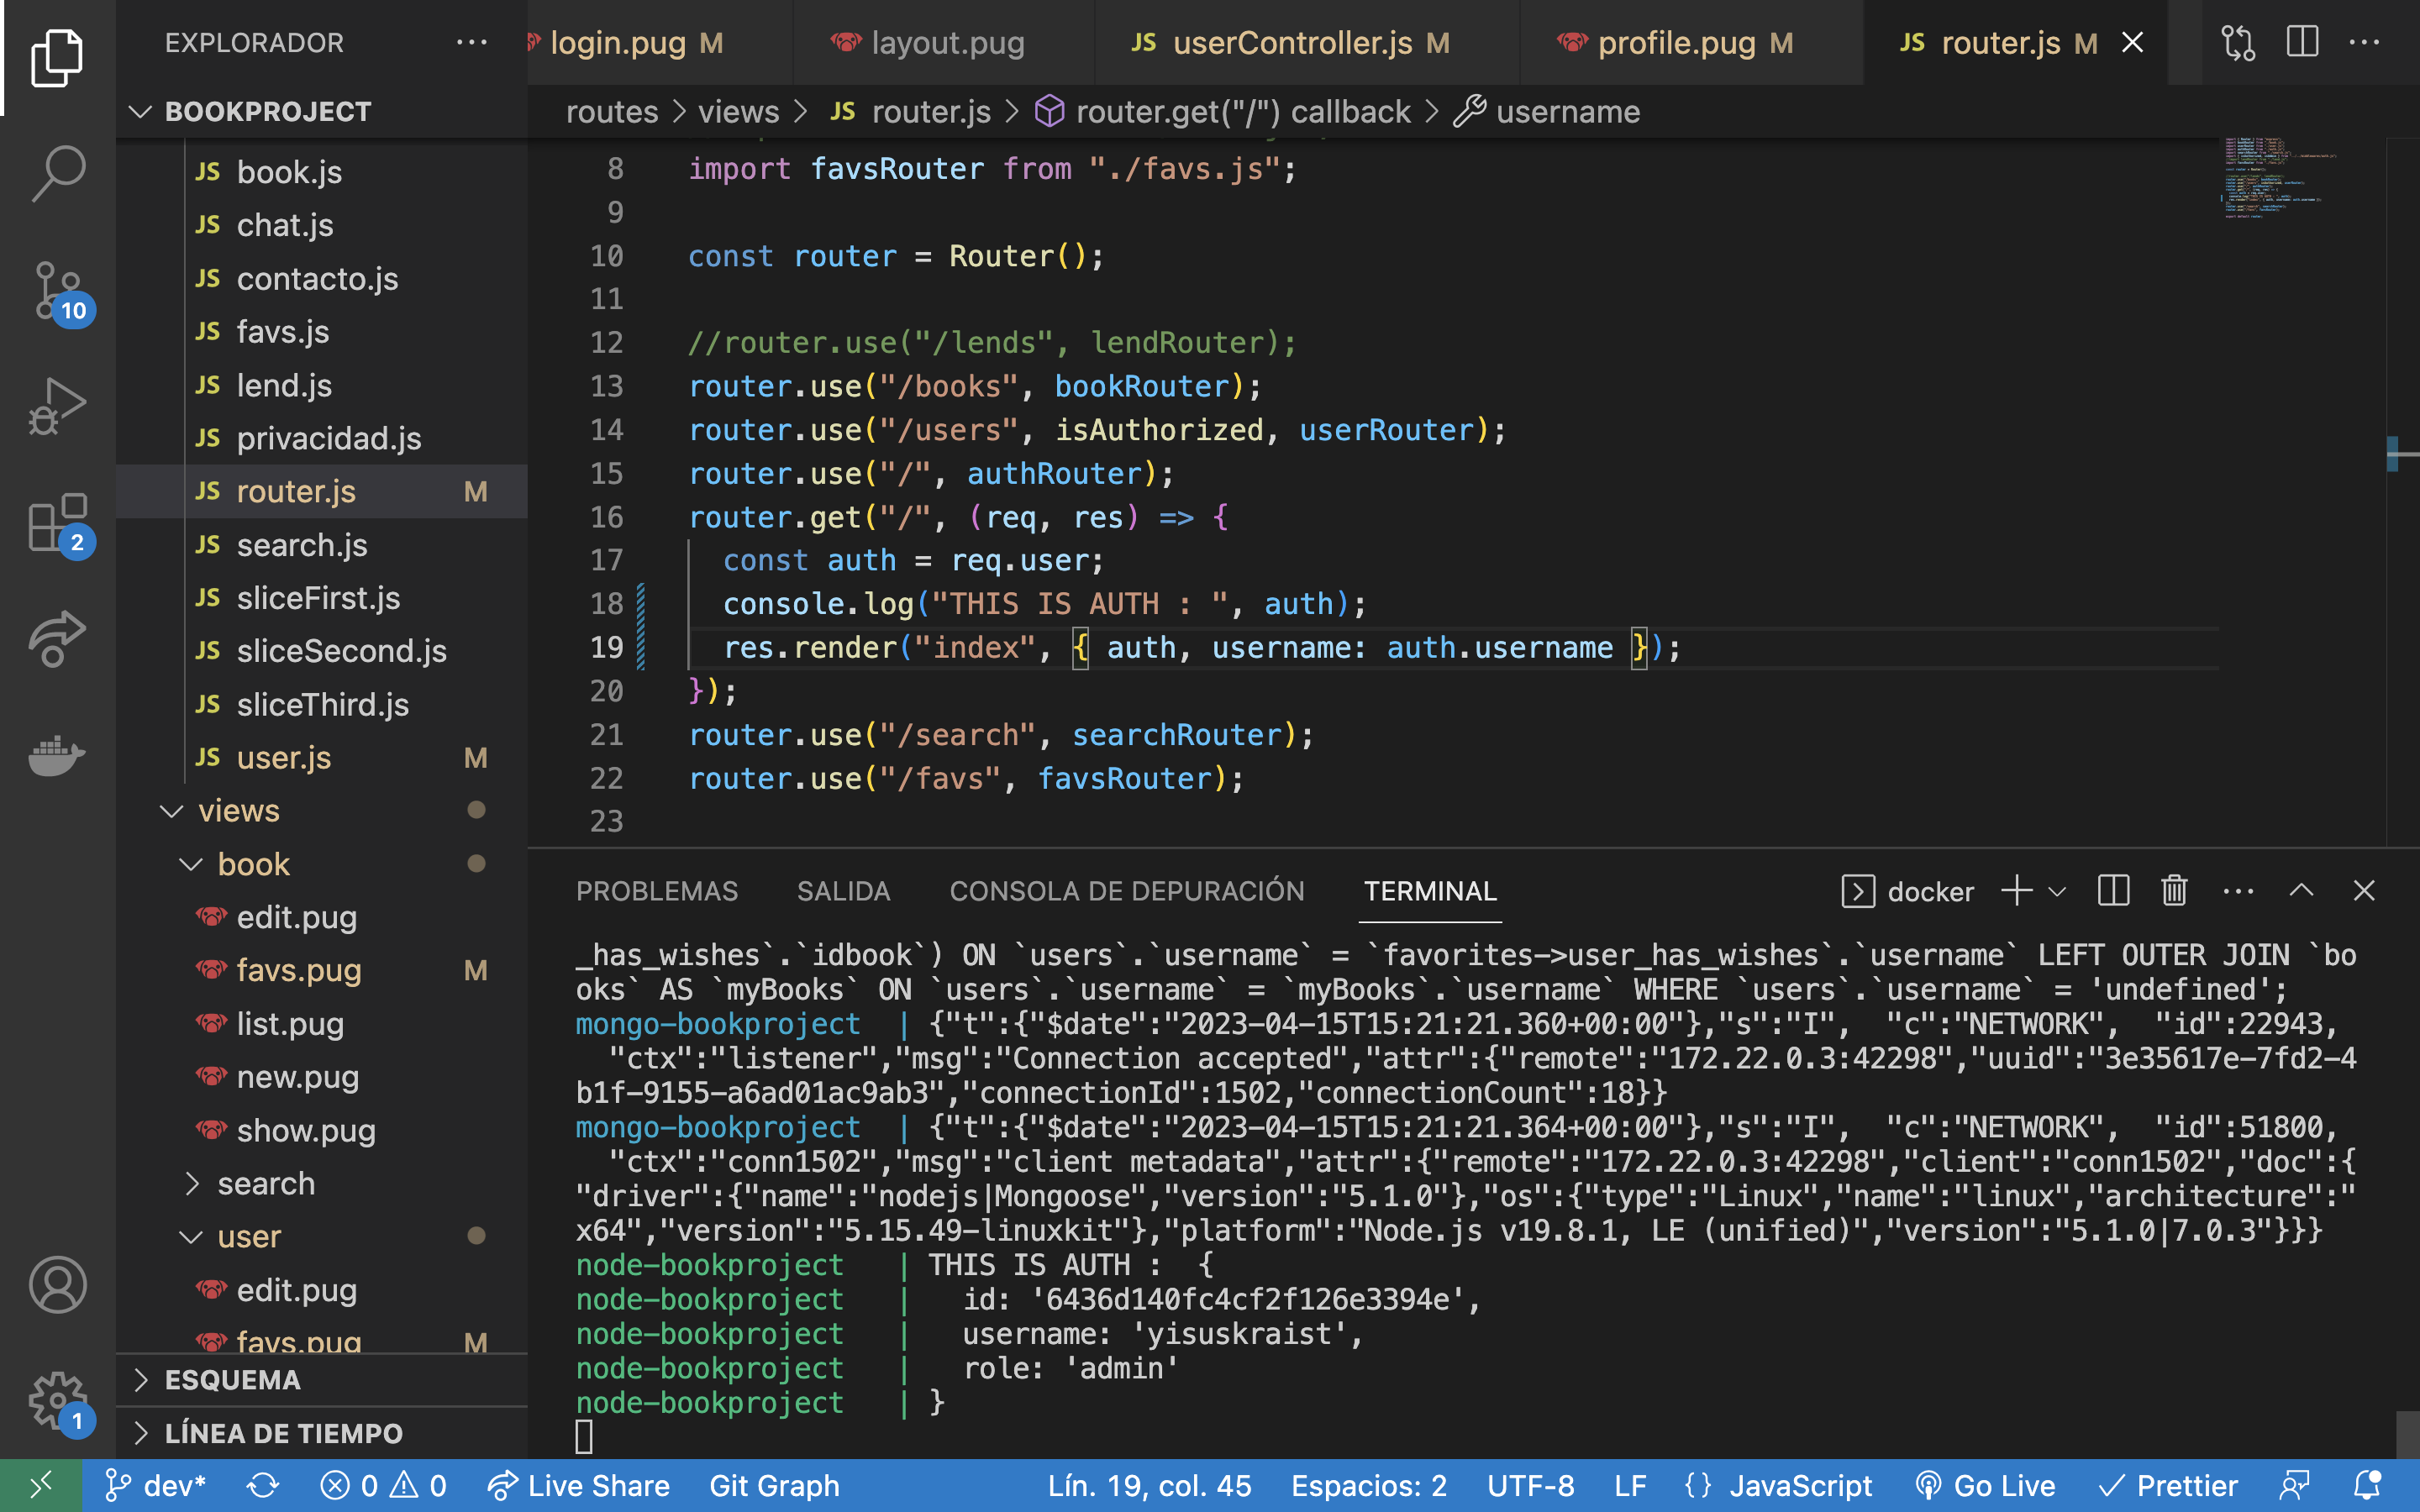 EXPLORADOR
login.pug M
layout.pug
JS userController.js M
profile.pug M
JS router.js M
BOOKPROJECT
routes > views > JS router.js > router.get("/") callback > username
JS book.js
JS chat.js
JS contacto.js
JS favs.js
JS lend.js
JS privacidad.js
JS router.js M
JS search.js
JS sliceFirst.js
JS sliceSecond.js
JS sliceThird.js
JS user.js M
views
book
edit.pug
favs.pug M
list.pug
new.pug
show.pug
search
user
edit.pug
favs.pug M
ESQUEMA
LÍNEA DE TIEMPO
10
2
1
8 import favsRouter from "./favs.js";
9
10 const router = Router();
11
12 //router.use("/lends", lendRouter);
13 router.use("/books", bookRouter);
14 router.use("/users", isAuthorized, userRouter);
15 router.use("/", authRouter);
16 router.get("/", (req, res) => {
17 const auth = req.user;
18 console.log("THIS IS AUTH : ", auth);
19 res.render("index", { auth, username: auth.username });
20 });
21 router.use("/search", searchRouter);
22 router.use("/favs", favsRouter);
23
PROBLEMAS SALIDA CONSOLA DE DEPURACIÓN TERMINAL docker
_has_wishes`.`idbook`) ON `users`.`username` = `favorites->user_has_wishes`.`username` LEFT OUTER JOIN `bo
oks` AS `myBooks` ON `users`.`username` = `myBooks`.`username` WHERE `users`.`username` = 'undefined';
mongo-bookproject | {"t":{"$date":"2023-04-15T15:21:21.360+00:00"},"s":"I", "c":"NETWORK", "id":22943,
"ctx":"listener","msg":"Connection accepted","attr":{"remote":"172.22.0.3:42298","uuid":"3e35617e-7fd2-4
b1f-9155-a6ad01ac9ab3","connectionId":1502,"connectionCount":18}}
mongo-bookproject | {"t":{"$date":"2023-04-15T15:21:21.364+00:00"},"s":"I", "c":"NETWORK", "id":51800,
"ctx":"conn1502","msg":"client metadata","attr":{"remote":"172.22.0.3:42298","client":"conn1502","doc":{
"driver":{"name":"nodejs|Mongoose","version":"5.1.0"},"os":{"type":"Linux","name":"linux","architecture":"
x64","version":"5.15.49-linuxkit"},"platform":"Node.js v19.8.1, LE (unified)","version":"5.1.0|7.0.3"}}}
node-bookproject | THIS IS AUTH : {
node-bookproject | id: '6436d140fc4cf2f126e3394e',
node-bookproject | username: 'yisuskraist',
node-bookproject | role: 'admin'
node-bookproject | }
dev* 0 0 Live Share Git Graph Lín. 19, col. 45 Espacios: 2 UTF-8 LF {} JavaScript Go Live Prettier